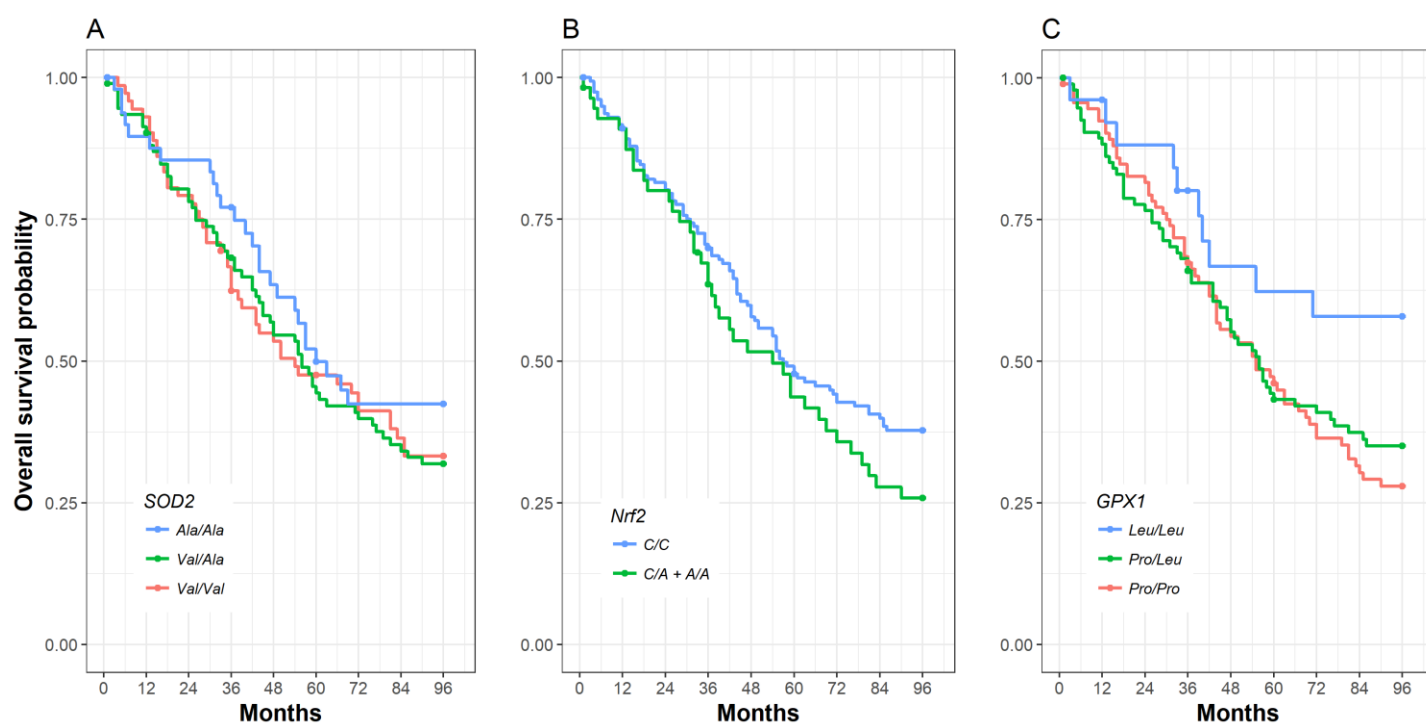 A
B
C
Overall survival probability
1.00
0.75
0.50
0.25
0.00
SOD2
Ala/Ala
Val/Ala
Val/Val
0 12 24 36 48 60 72 84 96
Months
1.00
0.75
0.50
0.25
0.00
Nrf2
C/C
C/A + A/A
0 12 24 36 48 60 72 84 96
Months
1.00
0.75
0.50
0.25
0.00
GPX1
Leu/Leu
Pro/Leu
Pro/Pro
0 12 24 36 48 60 72 84 96
Months